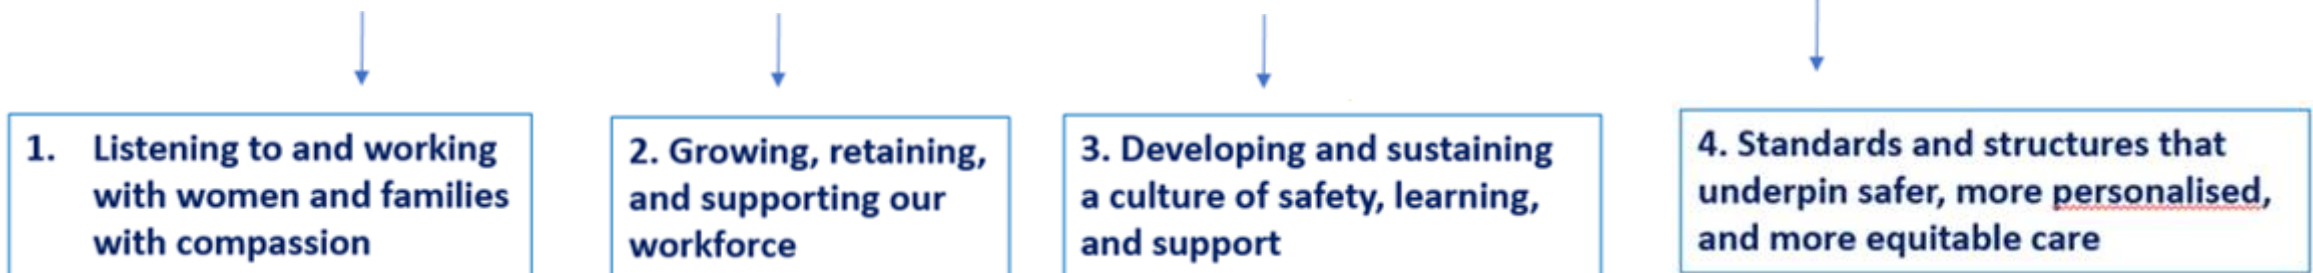 1. Listening to and working
with women and families
with compassion
2. Growing, retaining,
and supporting our
workforce
3. Developing and sustaining
a culture of safety, learning,
and support
4. Standards and structures that
underpin safer, more personalised,
and more equitable care